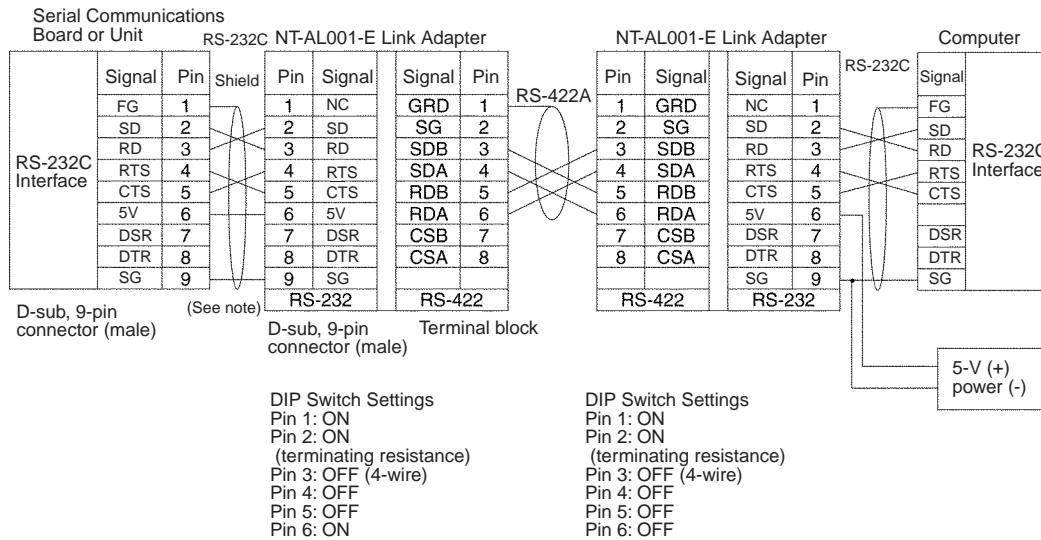 Serial Communications
Board or Unit
RS-232C NT-AL001-E Link Adapter
NT-AL001-E Link Adapter
Computer
Signal Pin Shield Pin Signal Signal Pin Pin Signal Signal Pin RS-232C Signal
FG 1 1 NC GRD 1 RS-422A 1 GRD NC 1 FG
SD 2 2 SD SG 2 2 SG SD 2 SD
RD 3 3 RD SDB 3 3 SDB RD 3 RD
RS-232C
Interface
RTS 4 4 RTS SDA 4 4 SDA RTS 4 RTS
RS-232C
Interface
CTS 5 5 CTS RDB 5 5 RDB CTS 5 CTS
5V 6 6 5V RDA 6 6 RDA 5V 6
DSR 7 7 DSR CSB 7 7 CSB DSR 7 DSR
DTR 8 8 DTR CSA 8 8 CSA DTR 8 DTR
SG 9 9 SG SG 9 SG
(See note) RS-232 RS-422 RS-422 RS-232
D-sub, 9-pin
connector (male)
D-sub, 9-pin
connector (male)
Terminal block
5-V (+)
power (-)
DIP Switch Settings
Pin 1: ON
Pin 2: ON
(terminating resistance)
Pin 3: OFF (4-wire)
Pin 4: OFF
Pin 5: OFF
Pin 6: ON
DIP Switch Settings
Pin 1: ON
Pin 2: ON
(terminating resistance)
Pin 3: OFF (4-wire)
Pin 4: OFF
Pin 5: OFF
Pin 6: OFF